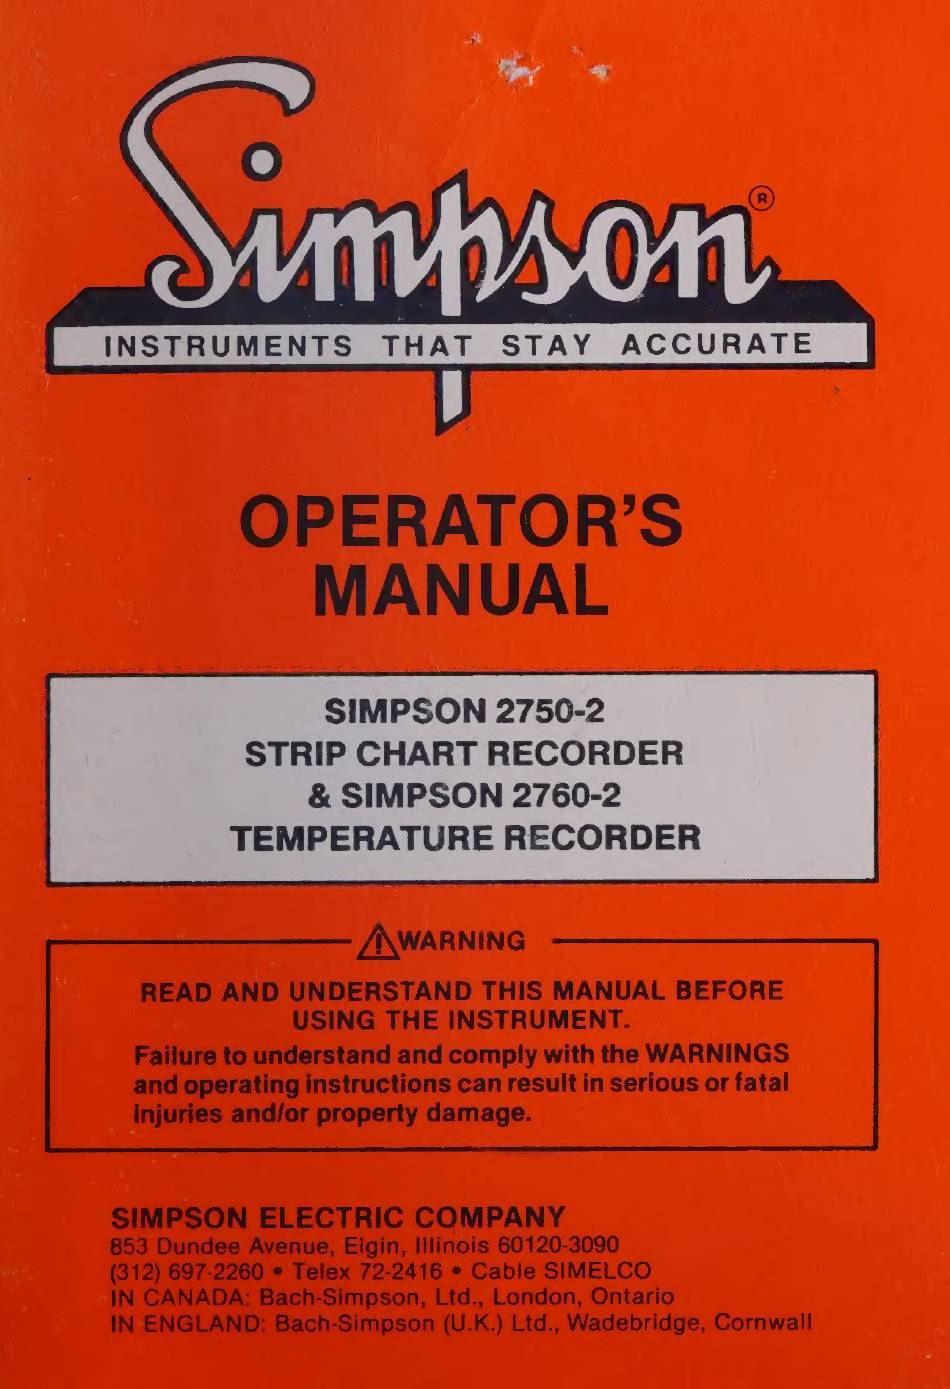 Simpson®
INSTRUMENTS THAT STAY ACCURATE
OPERATOR'S
MANUAL
SIMPSON 2750-2
STRIP CHART RECORDER
& SIMPSON 2760-2
TEMPERATURE RECORDER
⚠WARNING
READ AND UNDERSTAND THIS MANUAL BEFORE
USING THE INSTRUMENT.
Failure to understand and comply with the WARNINGS
and operating instructions can result in serious or fatal
injuries and/or property damage.
SIMPSON ELECTRIC COMPANY
853 Dundee Avenue, Elgin, Illinois 60120-3090
(312) 697-2260 • Telex 72-2416 • Cable SIMELCO
IN CANADA: Bach-Simpson, Ltd., London, Ontario
IN ENGLAND: Bach-Simpson (U.K.) Ltd., Wadebridge, Cornwall